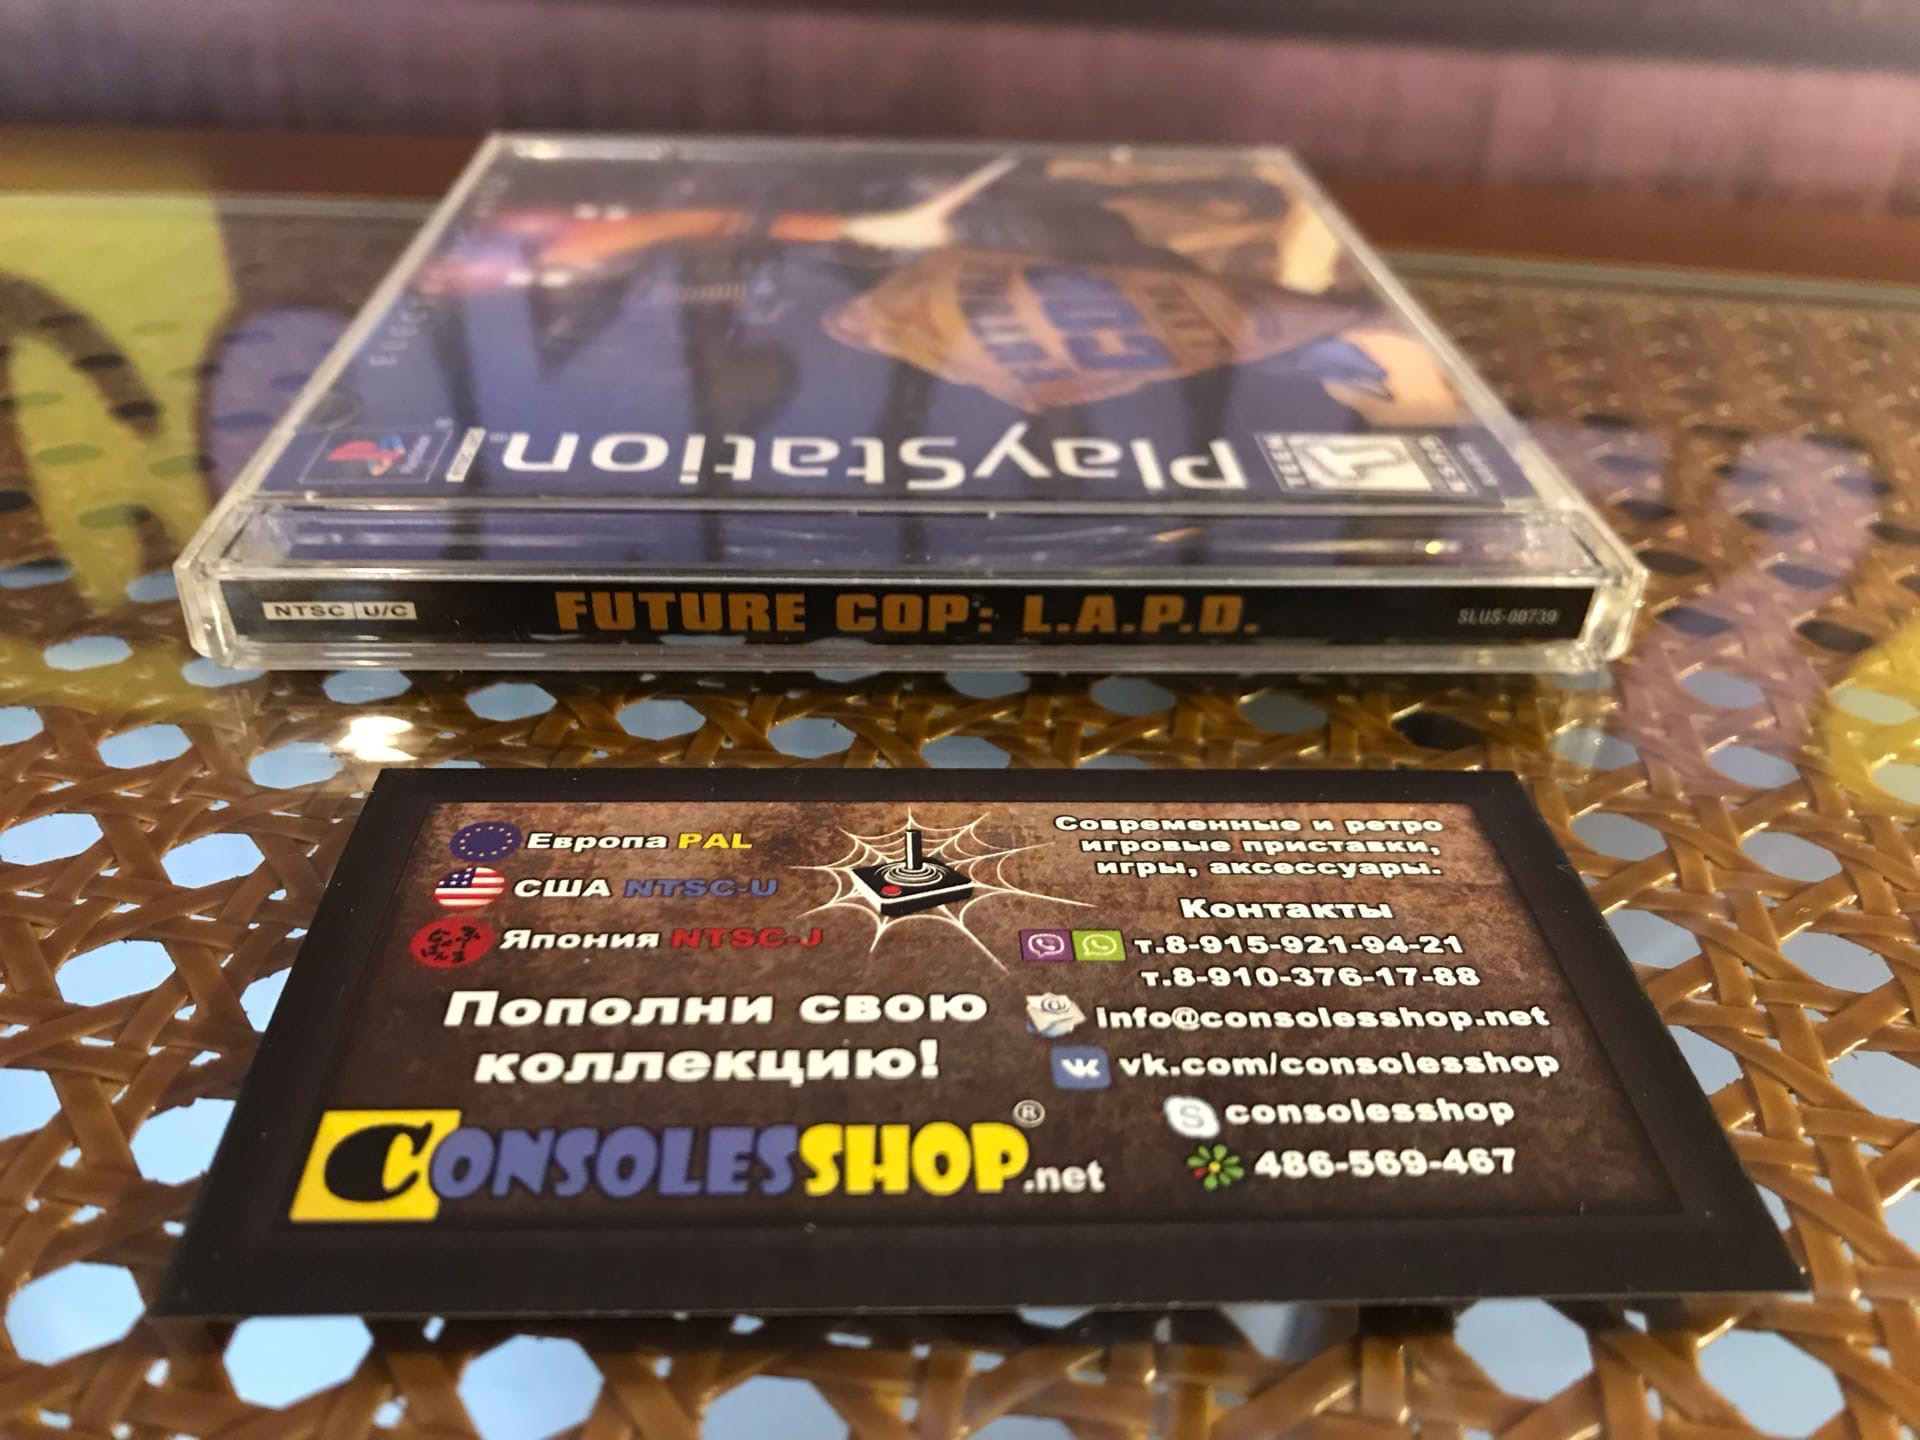 PlayStation
NTSC U/C
FUTURE COP: L.A.P.D.
SLUS-00739
Европа PAL
США NTSC-U
Япония NTSC-J
Пополни свою
коллекцию!
CONSOLESSHOP.net
®
Современные и ретро
игровые приставки,
игры, аксессуары.
Контакты
т.8-915-921-94-21
т.8-910-376-17-88
info@consolesshop.net
vk.com/consolesshop
consolesshop
486-569-467